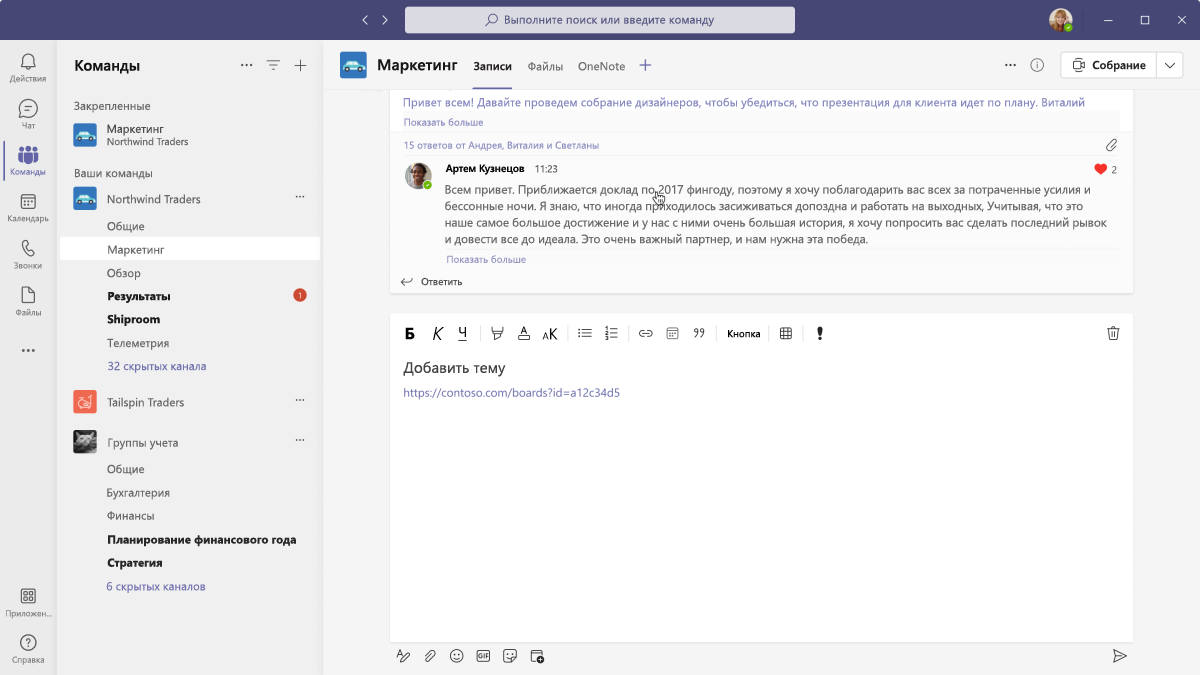 Выполните поиск или введите команду
Действия
Чат
Команды
Календарь
Звонки
Файлы
Приложен...
Справка
Команды
Закрепленные
Маркетинг
Northwind Traders
Ваши команды
Northwind Traders
Общие
Маркетинг
Обзор
Результаты 1
Shiproom
Телеметрия
32 скрытых канала
Tailspin Traders
Группы учета
Общие
Бухгалтерия
Финансы
Планирование финансового года
Стратегия
6 скрытых каналов
Маркетинг Записи Файлы OneNote
Собрание
Привет всем! Давайте проведем собрание дизайнеров, чтобы убедиться, что презентация для клиента идет по плану. Виталий
Показать больше
15 ответов от Андрея, Виталия и Светланы
Артем Кузнецов 11:23 2
Всем привет. Приближается доклад по 2017 фингоду, поэтому я хочу поблагодарить вас всех за потраченные усилия и
бессонные ночи. Я знаю, что иногда приходилось засиживаться допоздна и работать на выходных, Учитывая, что это
наше самое большое достижение и у нас с ними очень большая история, я хочу попросить вас сделать последний рывок
и довести все до идеала. Это очень важный партнер, и нам нужна эта победа.
Показать больше
Ответить
Б К Ч А аК Кнопка
Добавить тему
https://contoso.com/boards?id=a12c34d5
GIF